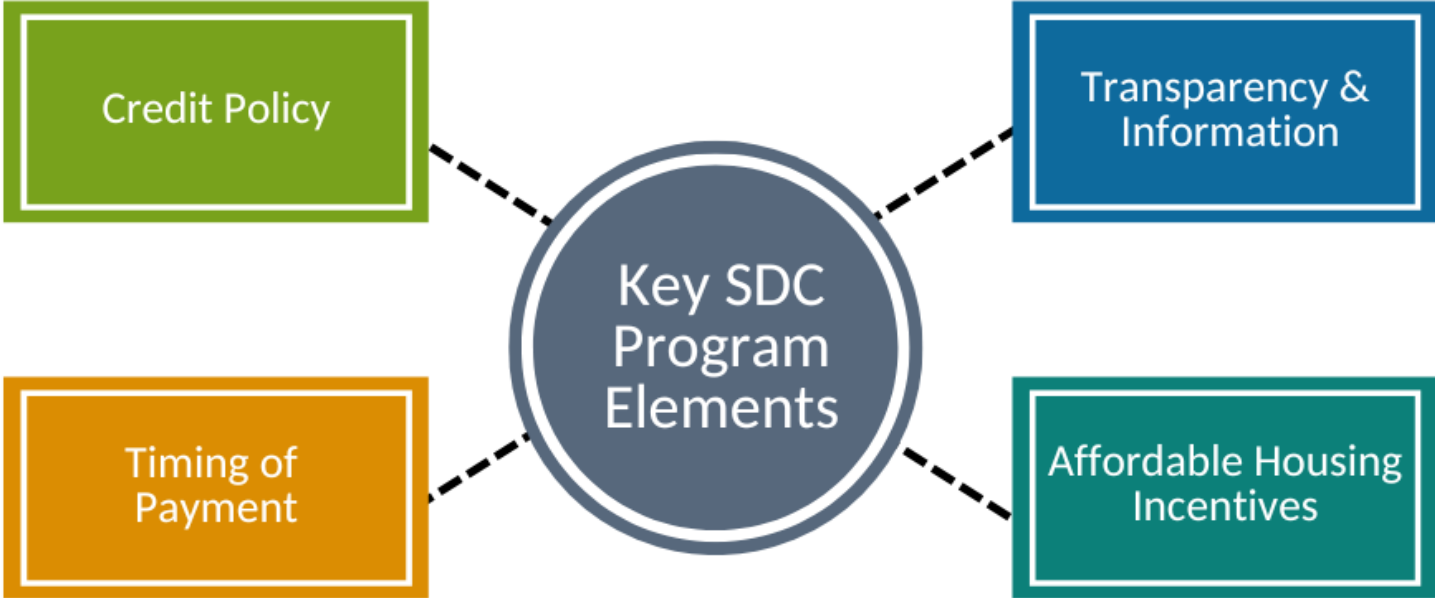 Credit Policy
Transparency &
Information
Key SDC
Program
Elements
Timing of
Payment
Affordable Housing
Incentives